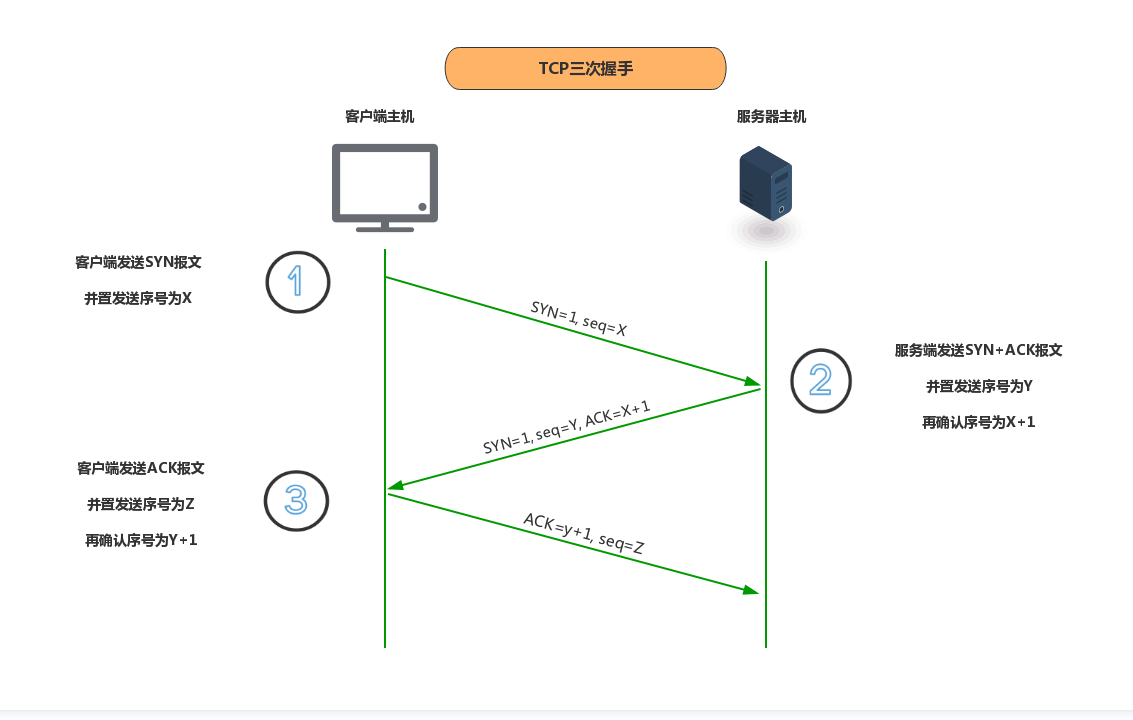 TCP三次握手
客户端主机
服务器主机
客户端发送SYN报文
并置发送序号为X
1
SYN=1, seq=X
服务端发送SYN+ACK报文
并置发送序号为Y
再确认序号为X+1
2
SYN=1, seq=Y, ACK=X+1
客户端发送ACK报文
并置发送序号为Z
再确认序号为Y+1
3
ACK=y+1, seq=Z